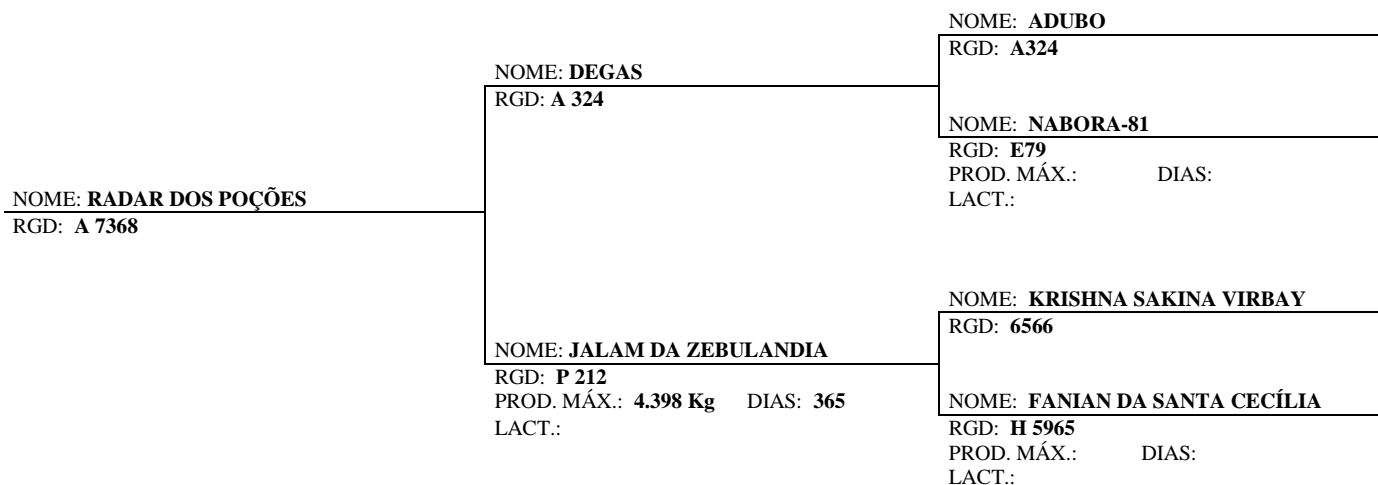 NOME: RADAR DOS POÇÕES
RGD: A 7368
NOME: DEGAS
RGD: A 324
NOME: JALAM DA ZEBULANDIA
RGD: P 212
PROD. MÁX.: 4.398 Kg DIAS: 365
LACT.:
NOME: ADUBO
RGD: A324
NOME: NABORA-81
RGD: E79
PROD. MÁX.: DIAS:
LACT.:
NOME: KRISHNA SAKINA VIRBAY
RGD: 6566
NOME: FANIAN DA SANTA CECÍLIA
RGD: H 5965
PROD. MÁX.: DIAS:
LACT.: